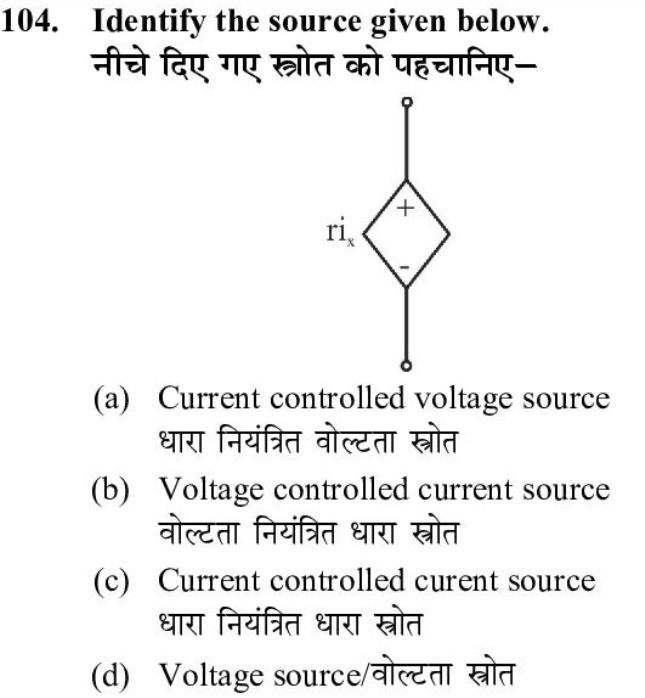 104. Identify the source given below.
नीचे दिए गए स्त्रोत को पहचानिए–
+
ri_x
-
(a) Current controlled voltage source
धारा नियंत्रित वोल्टता स्त्रोत
(b) Voltage controlled current source
वोल्टता नियंत्रित धारा स्त्रोत
(c) Current controlled curent source
धारा नियंत्रित धारा स्त्रोत
(d) Voltage source/वोल्टता स्त्रोत